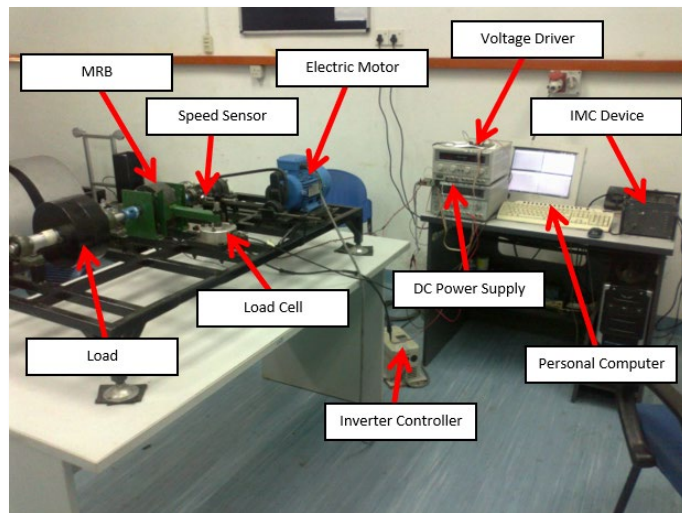 Voltage Driver
MRB
Electric Motor
Speed Sensor
IMC Device
DC Power Supply
Load Cell
Load
Personal Computer
Inverter Controller